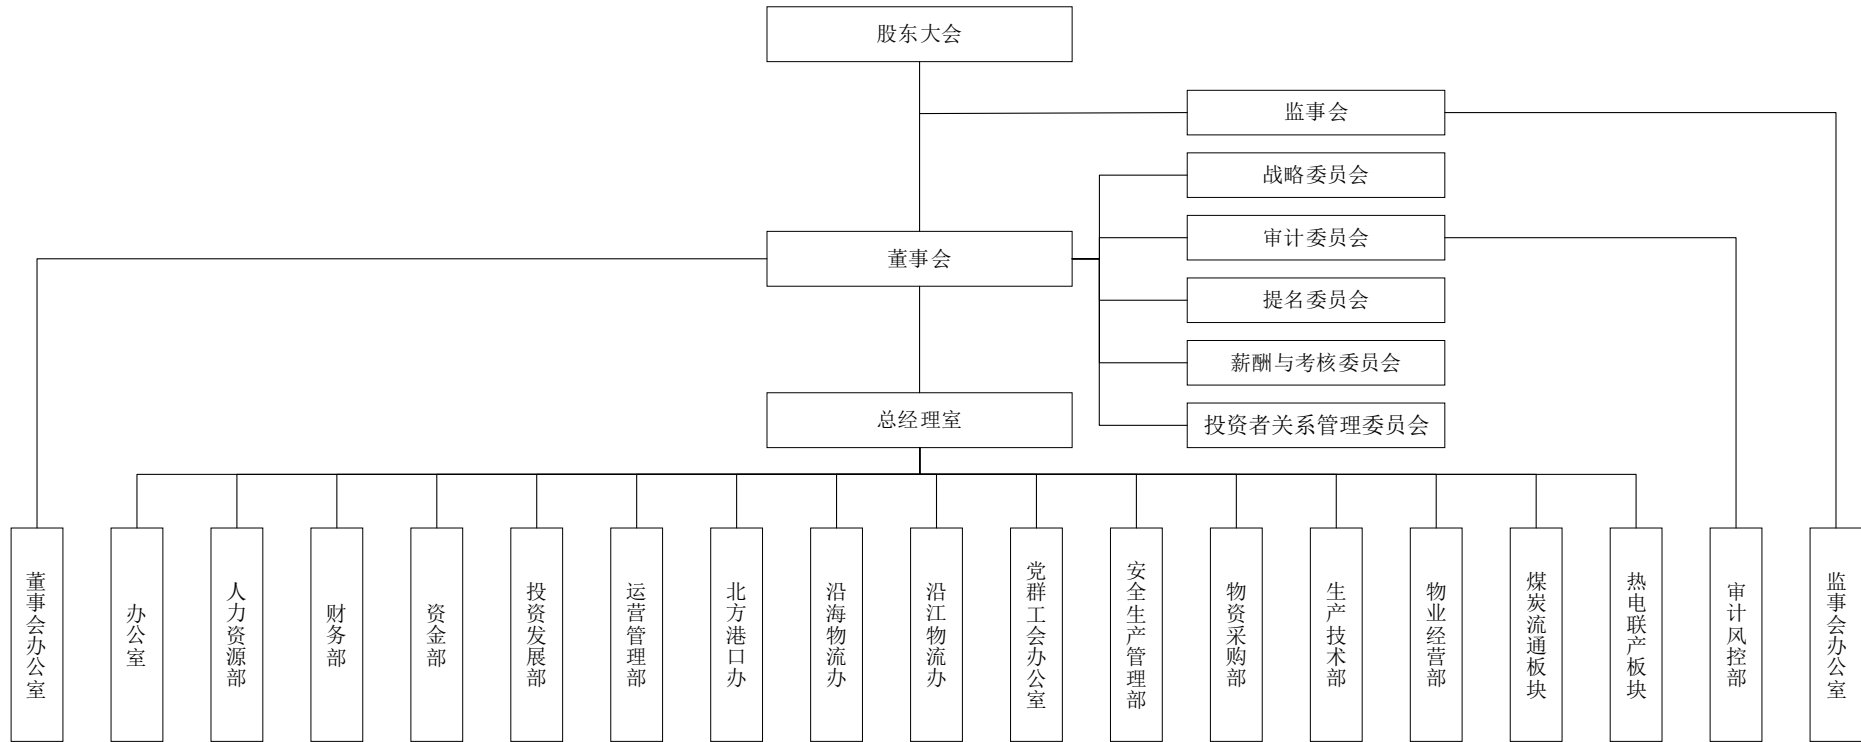 股东大会
监事会
战略委员会
审计委员会
董事会
提名委员会
薪酬与考核委员会
总经理室
投资者关系管理委员会
董事会办公室
办公室
人力资源部
财务部
资金部
投资发展部
运营管理部
北方港口办
沿海物流办
沿江物流办
党群工会办公室
安全生产管理部
物资采购部
生产技术部
物业经营部
煤炭流通板块
热电联产板块
审计风控部
监事会办公室